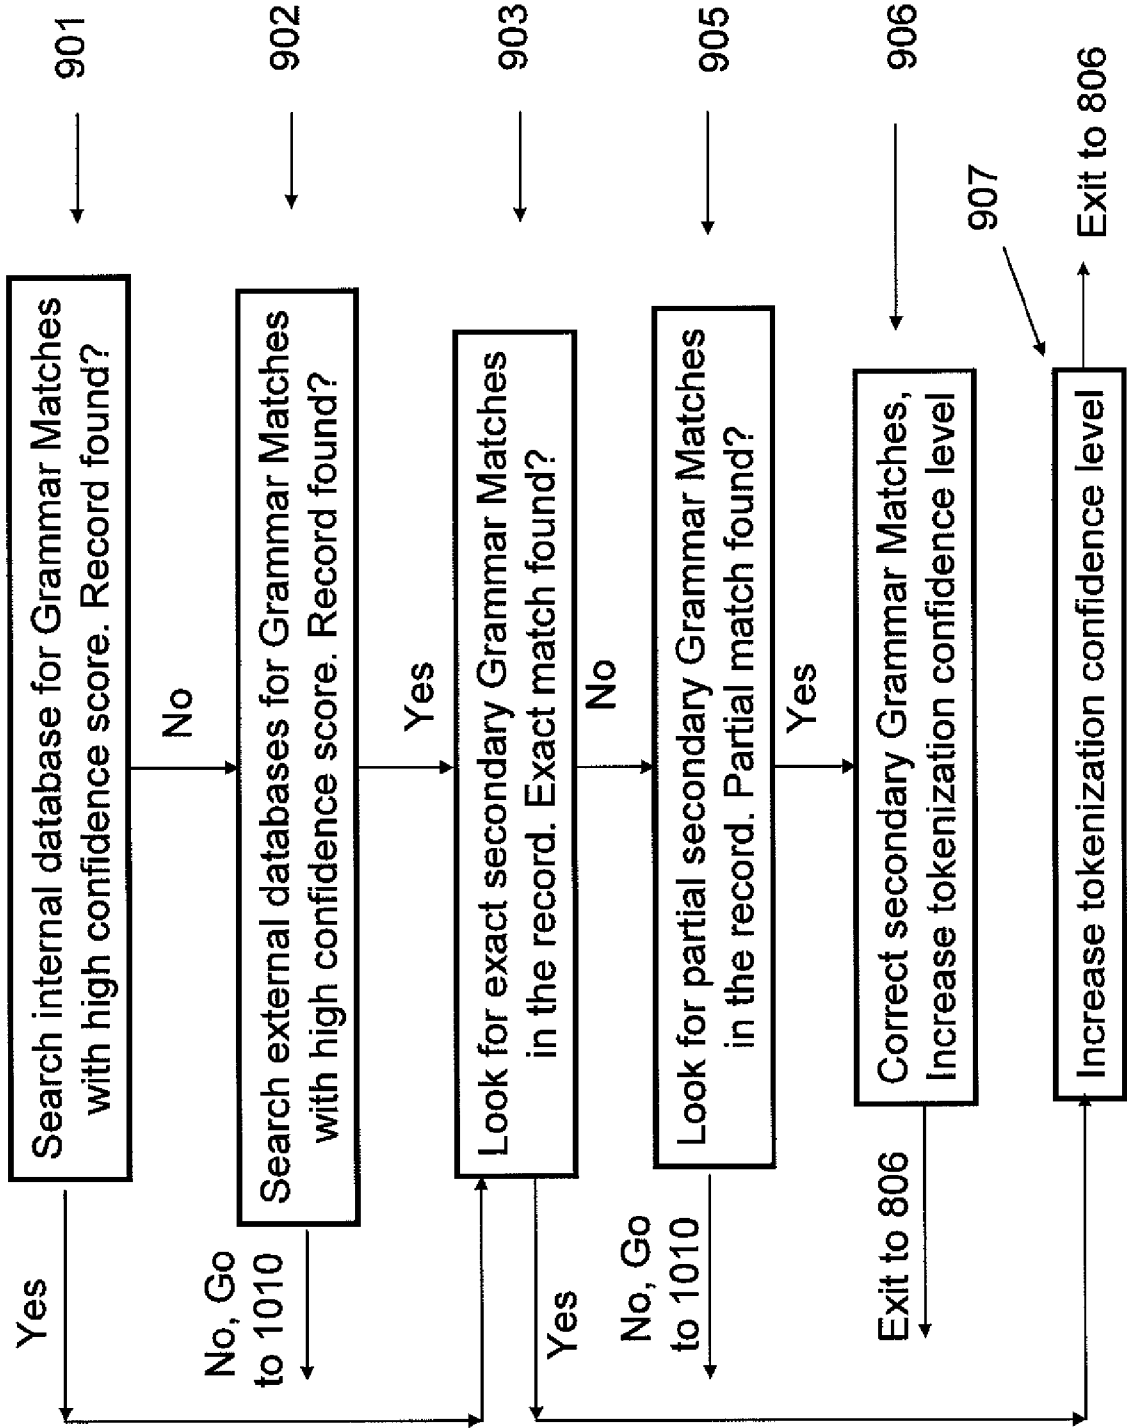 Search internal database for Grammar Matches
with high confidence score. Record found?
901
Yes
No
Search external databases for Grammar Matches
with high confidence score. Record found?
902
No, Go
to 1010
Yes
Look for exact secondary Grammar Matches
in the record. Exact match found?
903
Yes
No
Look for partial secondary Grammar Matches
in the record. Partial match found?
905
No, Go
to 1010
Yes
Correct secondary Grammar Matches,
Increase tokenization confidence level
906
Exit to 806
907
Increase tokenization confidence level
Exit to 806